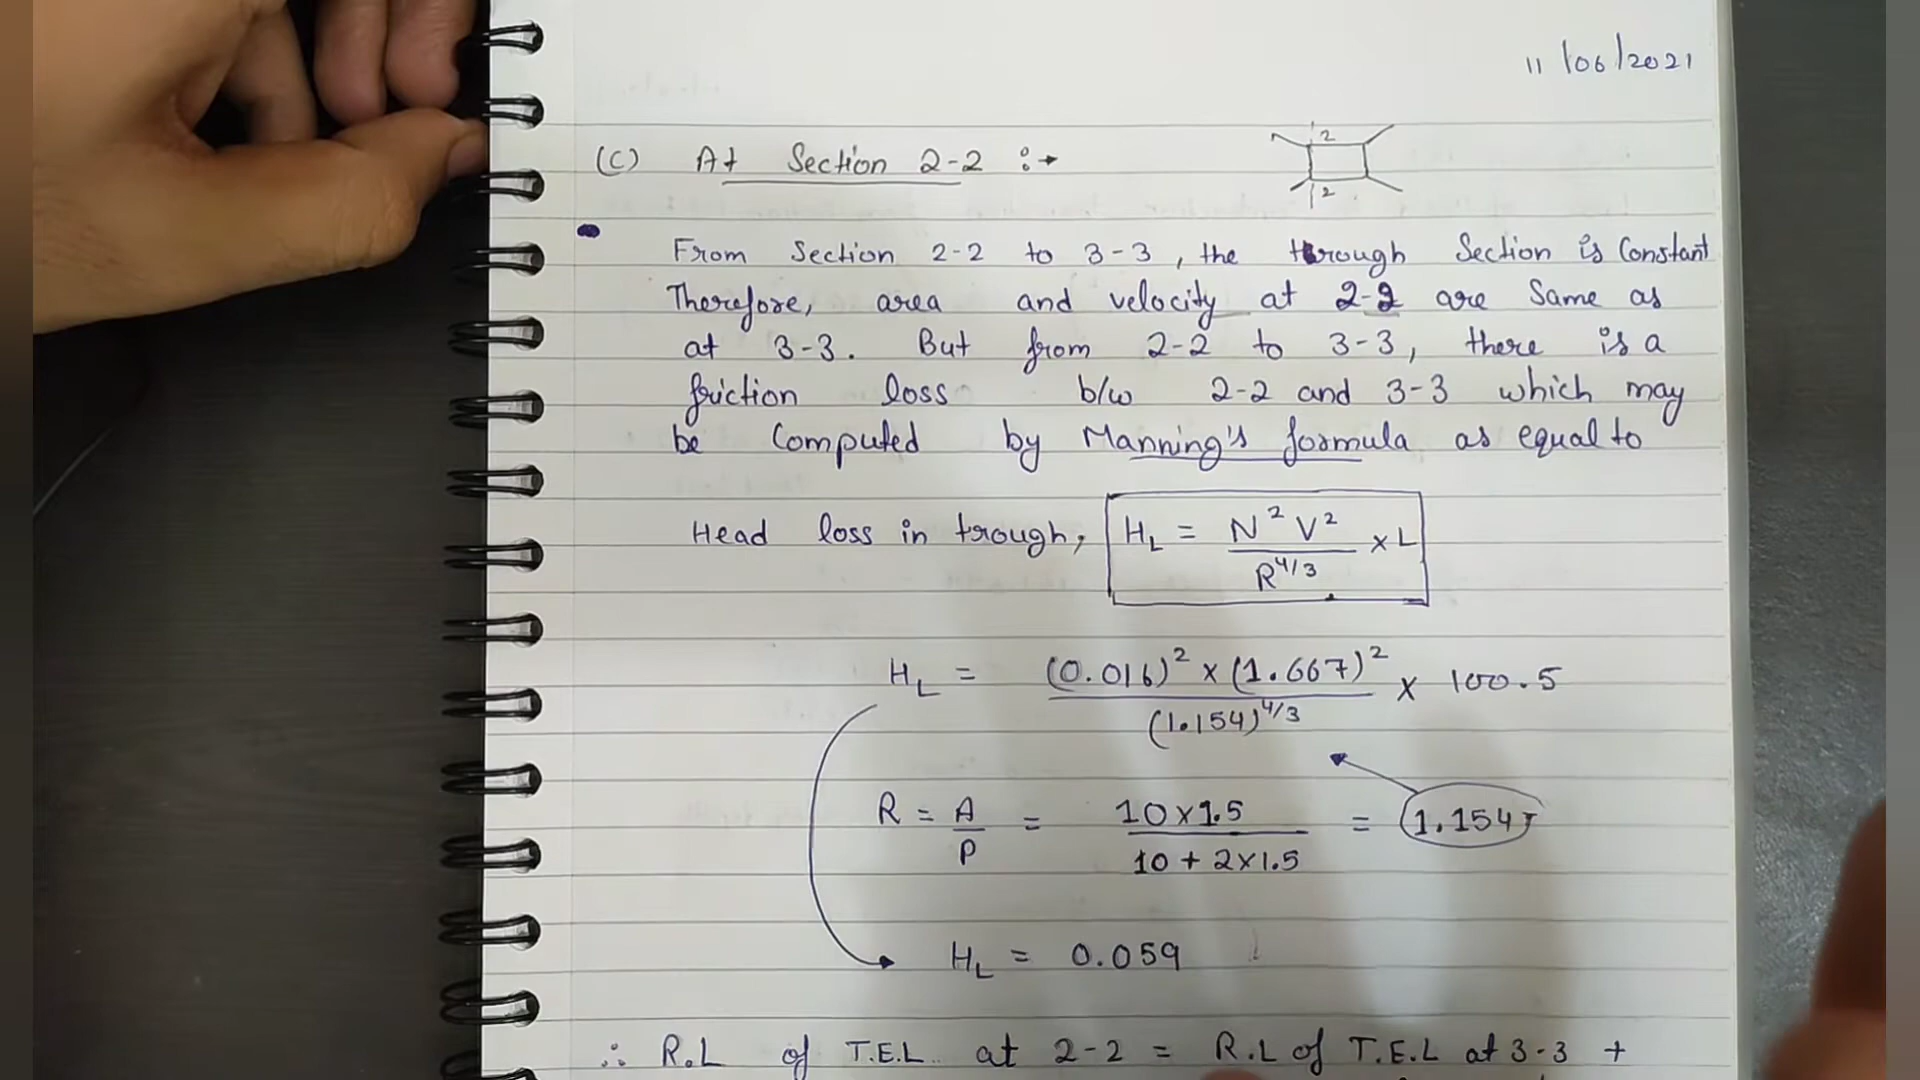 11/06/2021
2
(C) At Section 2-2 :→
2
From Section 2-2 to 3-3, the through Section is Constant
Therefore, area and velocity at 2-2 are Same as
at 3-3. But from 2-2 to 3-3, there is a
friction loss b/w 2-2 and 3-3 which may
be Computed by Manning's formula as equal to
Head loss in trough, H_L = N² V² / R^4/3 × L
H_L = (0.016)² × (1.667)² / (1.154)^4/3 × 100.5
R = A / P = 10×1.5 / 10 + 2×1.5 = 1.154
H_L = 0.059
∴ R.L of T.E.L at 2-2 = R.L of T.E.L at 3-3 +